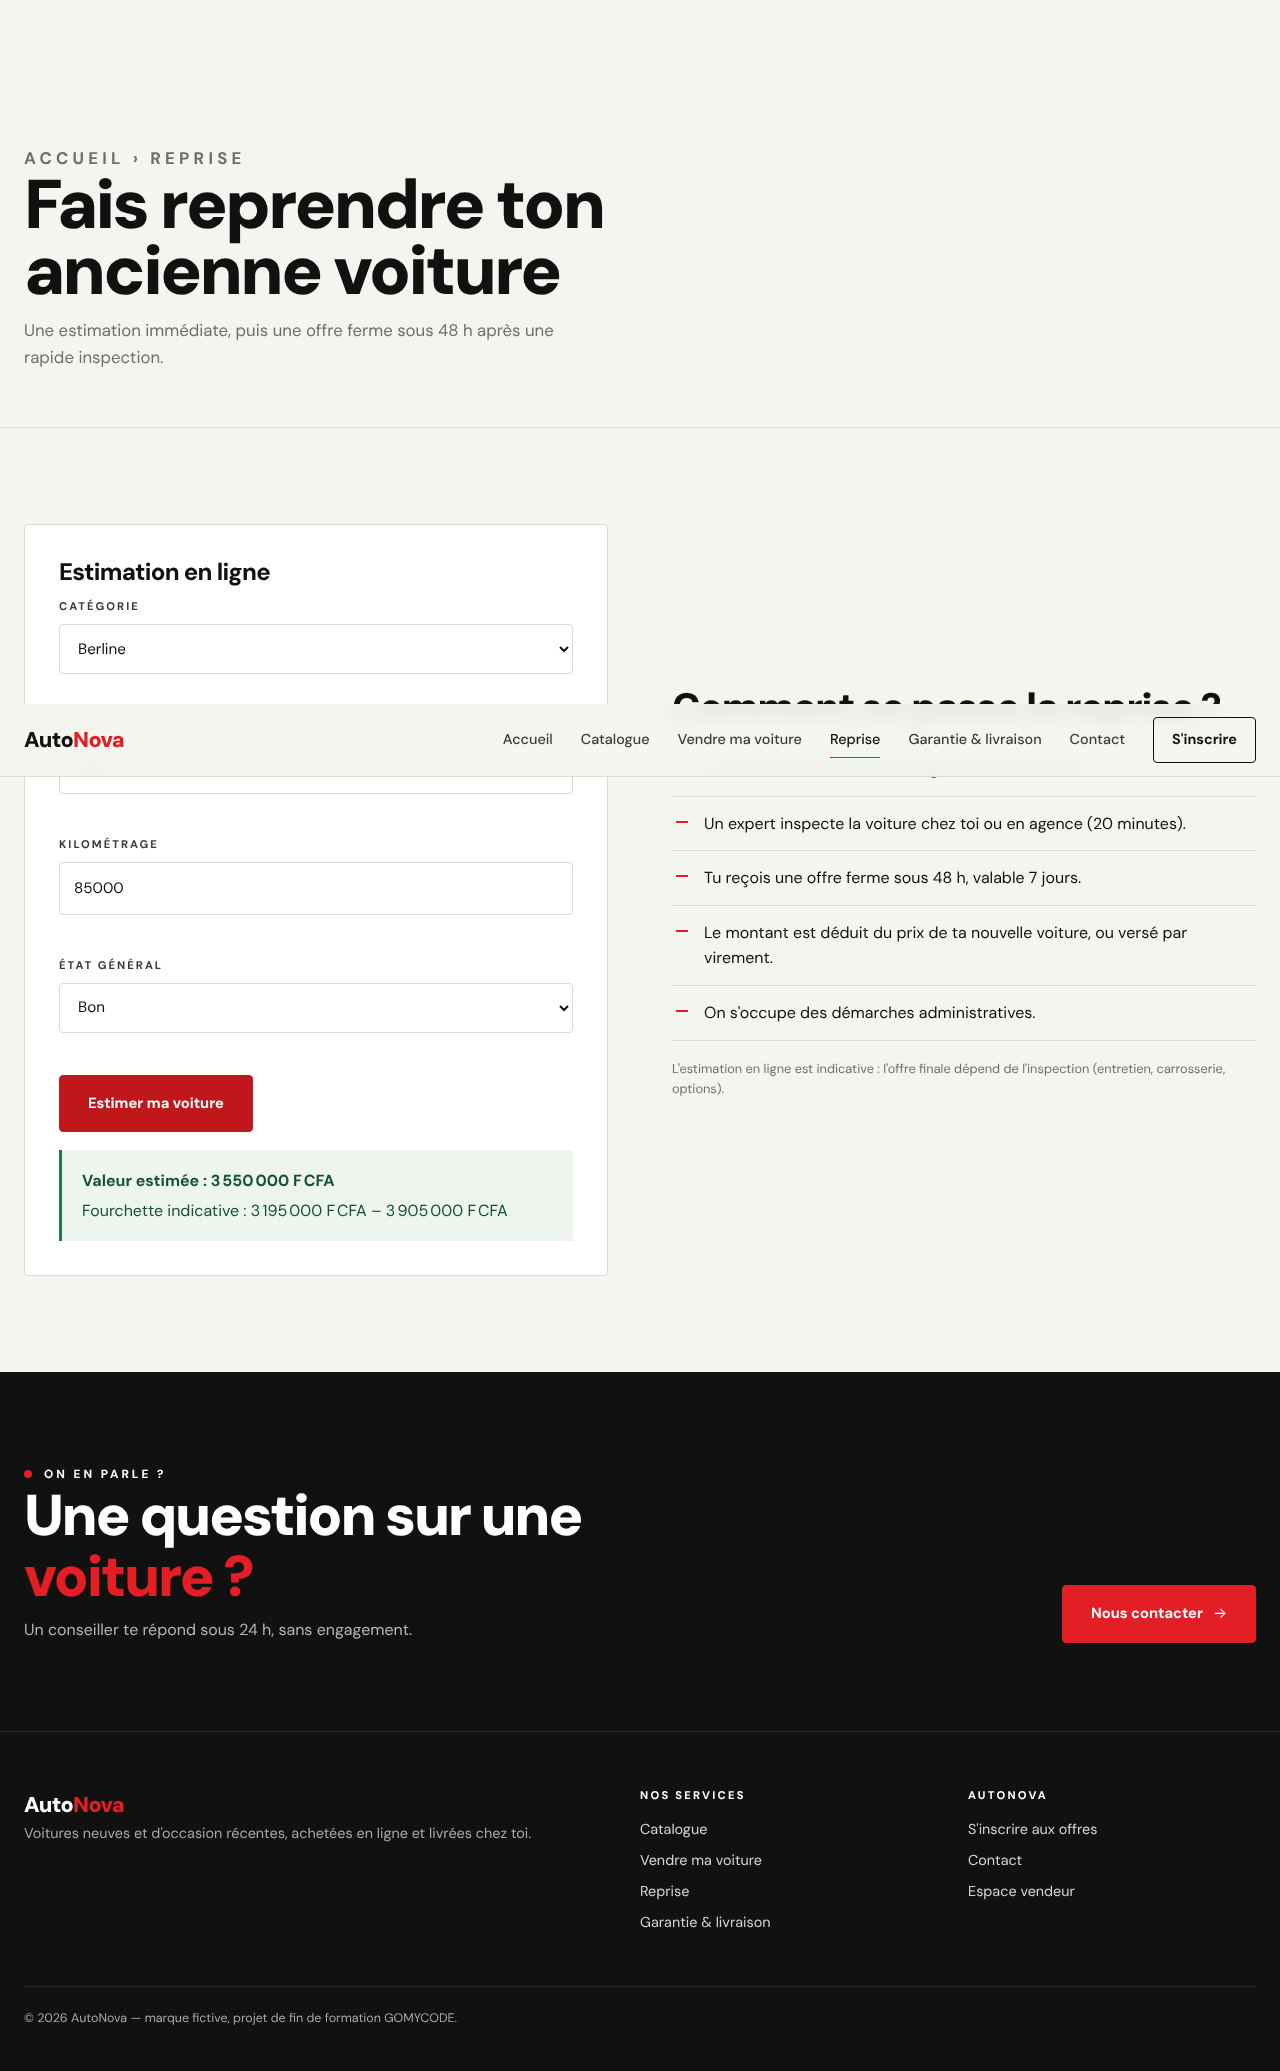 ACCUEIL › REPRISE
Fais reprendre ton
ancienne voiture
Une estimation immédiate, puis une offre ferme sous 48 h après une
rapide inspection.
Estimation en ligne
CATÉGORIE
Berline
Comment se passe la reprise ?
AutoNova
Accueil
Catalogue
Vendre ma voiture
Reprise
Garantie & livraison
Contact
S'inscrire
KILOMÉTRAGE
85000
ÉTAT GÉNÉRAL
Bon
Estimer ma voiture
Valeur estimée : 3 550 000 F CFA
Fourchette indicative : 3 195 000 F CFA – 3 905 000 F CFA
Un expert inspecte la voiture chez toi ou en agence (20 minutes).
Tu reçois une offre ferme sous 48 h, valable 7 jours.
Le montant est déduit du prix de ta nouvelle voiture, ou versé par
virement.
On s'occupe des démarches administratives.
L'estimation en ligne est indicative : l'offre finale dépend de l'inspection (entretien, carrosserie,
options).
ON EN PARLE ?
Une question sur une
voiture ?
Un conseiller te répond sous 24 h, sans engagement.
Nous contacter →
AutoNova
Voitures neuves et d'occasion récentes, achetées en ligne et livrées chez toi.
NOS SERVICES
Catalogue
Vendre ma voiture
Reprise
Garantie & livraison
AUTONOVA
S'inscrire aux offres
Contact
Espace vendeur
© 2026 AutoNova — marque fictive, projet de fin de formation GOMYCODE.